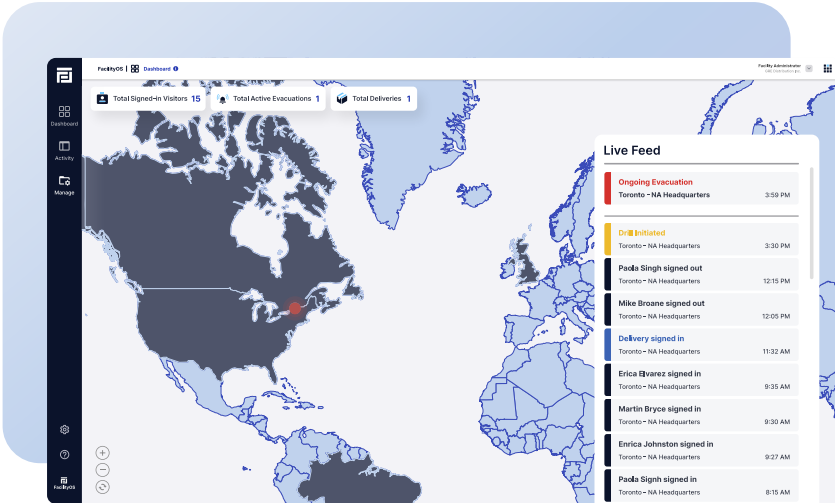 FacilityOS | Dashboard
Facility Administrator
Total Signed-in Visitors 15
Total Active Evacuations 1
Total Deliveries 1
Dashboard
Activity
Manage
FacilityOS
Live Feed
Ongoing Evacuation
Toronto - NA Headquarters 3:59 PM
Drill Initiated
Toronto - NA Headquarters 3:30 PM
Paola Singh signed out
Toronto - NA Headquarters 12:15 PM
Mike Broane signed out
Toronto - NA Headquarters 12:05 PM
Delivery signed in
Toronto - NA Headquarters 11:32 AM
Erica Elvarez signed in
Toronto - NA Headquarters 9:35 AM
Martin Bryce signed in
Toronto - NA Headquarters 9:30 AM
Enrica Johnston signed in
Toronto - NA Headquarters 9:27 AM
Paola Signh signed in
Toronto - NA Headquarters 8:15 AM